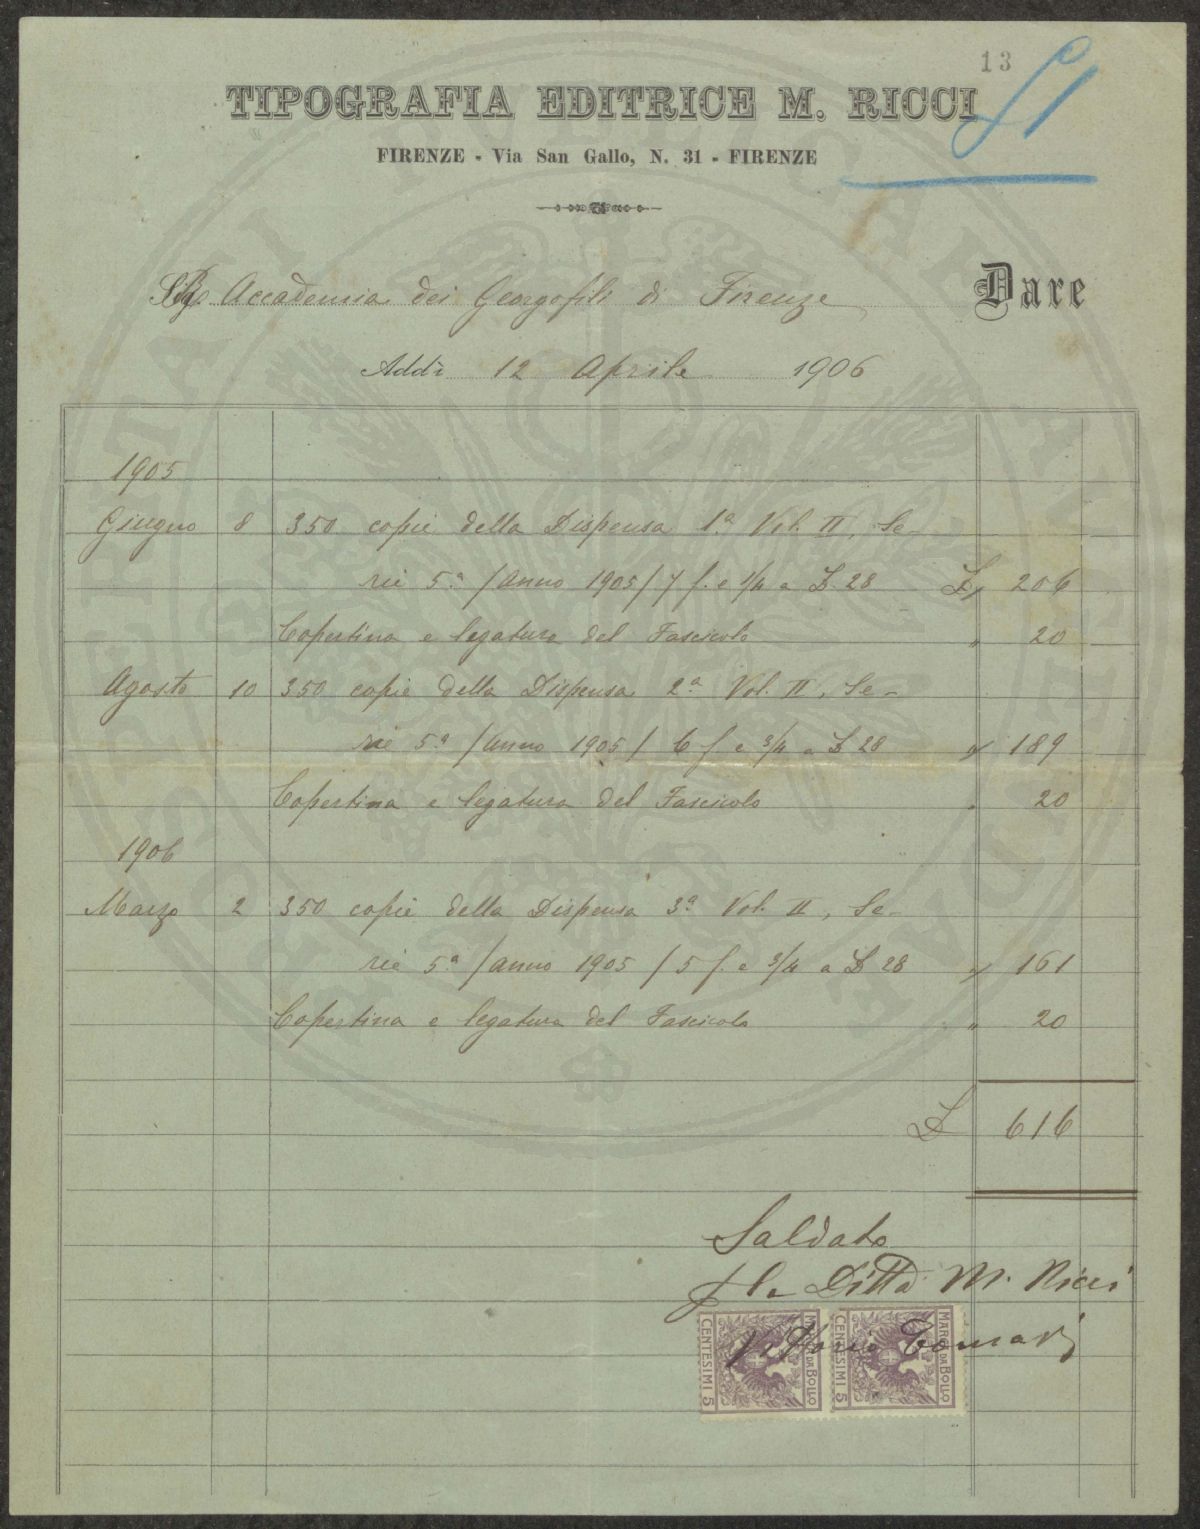 13
51
TIPOGRAFIA EDITRICE M. RICCI
FIRENZE - Via San Gallo, N. 31 - FIRENZE
R. Accademia dei Georgofili di Firenze Dare
Addì 12 Aprile 1906
1905
Giugno 8 350 copie della Dispensa 1ª Vol. II, Se-
rie 5ª /anno 1905/ 7 f. e 1/4 a L. 28 L. 206
Copertina e legatura del Fascicolo " 20
Agosto 10 350 copie della Dispensa 2ª Vol. II, Se-
rie 5ª /anno 1905/ 6 f. e 3/4 a L 28 " 189
Copertina e legatura del Fascicolo " 20
1906
Marzo 2 350 copie della Dispensa 3ª Vol. II, Se-
rie 5ª /anno 1905 / 5 f. e 3/4 a L 28 " 161
Copertina e legatura del Fascicolo " 20
L 616
Saldato
p la Ditta M. Ricci
Vittorio
MARCA DA BOLLO
CENTESIMI 5
MARCA DA BOLLO
CENTESIMI 5